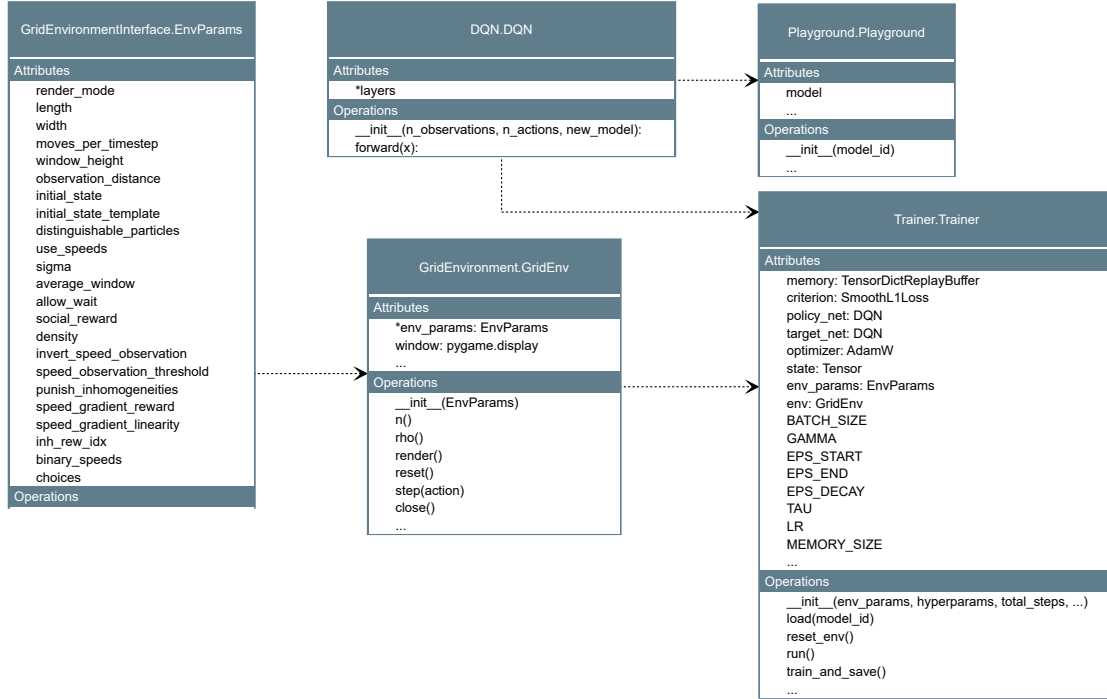 GridEnvironmentInterface.EnvParams
Attributes
render_mode
length
width
moves_per_timestep
window_height
observation_distance
initial_state
initial_state_template
distinguishable_particles
use_speeds
sigma
average_window
allow_wait
social_reward
density
invert_speed_observation
speed_observation_threshold
punish_inhomogeneities
speed_gradient_reward
speed_gradient_linearity
inh_rew_idx
binary_speeds
choices
Operations
DQN.DQN
Attributes
*layers
Operations
__init__(n_observations, n_actions, new_model):
forward(x):
GridEnvironment.GridEnv
Attributes
*env_params: EnvParams
window: pygame.display
...
Operations
__init__(EnvParams)
n()
rho()
render()
reset()
step(action)
close()
...
Playground.Playground
Attributes
model
...
Operations
__init__(model_id)
...
Trainer.Trainer
Attributes
memory: TensorDictReplayBuffer
criterion: SmoothL1Loss
policy_net: DQN
target_net: DQN
optimizer: AdamW
state: Tensor
env_params: EnvParams
env: GridEnv
BATCH_SIZE
GAMMA
EPS_START
EPS_END
EPS_DECAY
TAU
LR
MEMORY_SIZE
...
Operations
__init__(env_params, hyperparams, total_steps, ...)
load(model_id)
reset_env()
run()
train_and_save()
...